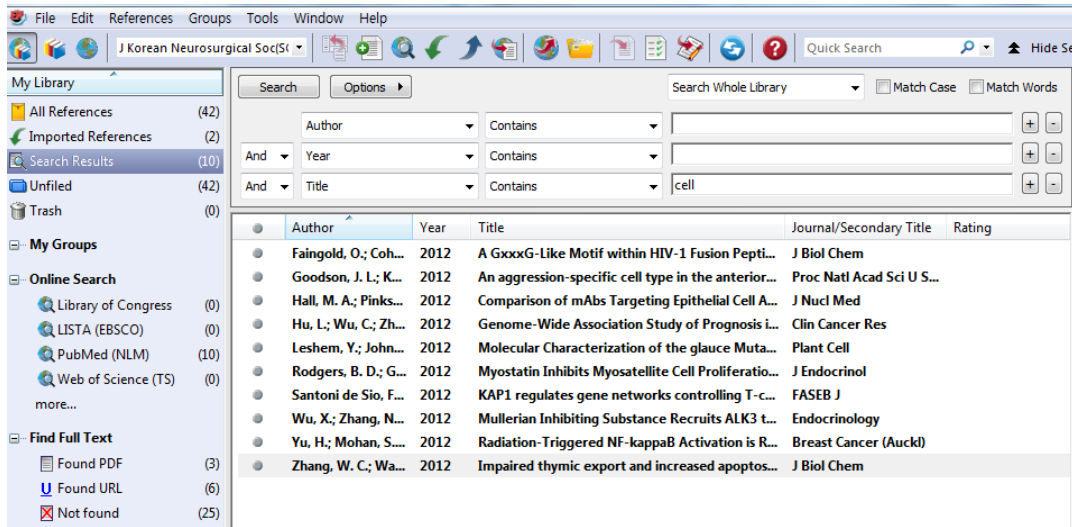 File Edit References Groups Tools Window Help
J Korean Neurosurgical Soc(S
Quick Search
Hide Se
My Library
All References (42)
Imported References (2)
Search Results (10)
Unfiled (42)
Trash (0)
My Groups
Online Search
Library of Congress (0)
LISTA (EBSCO) (0)
PubMed (NLM) (10)
Web of Science (TS) (0)
more...
Find Full Text
Found PDF (3)
U Found URL (6)
Not found (25)
Search Options Search Whole Library Match Case Match Words
Author Contains + -
And Year Contains + -
And Title Contains cell + -
Author Year Title Journal/Secondary Title Rating
Faingold, O.; Coh... 2012 A GxxxG-Like Motif within HIV-1 Fusion Pepti... J Biol Chem
Goodson, J. L.; K... 2012 An aggression-specific cell type in the anterior... Proc Natl Acad Sci U S...
Hall, M. A.; Pinks... 2012 Comparison of mAbs Targeting Epithelial Cell A... J Nucl Med
Hu, L.; Wu, C.; Zh... 2012 Genome-Wide Association Study of Prognosis i... Clin Cancer Res
Leshem, Y.; John... 2012 Molecular Characterization of the glauce Muta... Plant Cell
Rodgers, B. D.; G... 2012 Myostatin Inhibits Myosatellite Cell Proliferatio... J Endocrinol
Santoni de Sio, F... 2012 KAP1 regulates gene networks controlling T-c... FASEB J
Wu, X.; Zhang, N... 2012 Mullerian Inhibiting Substance Recruits ALK3 t... Endocrinology
Yu, H.; Mohan, S.... 2012 Radiation-Triggered NF-kappaB Activation is R... Breast Cancer (Auckl)
Zhang, W. C.; Wa... 2012 Impaired thymic export and increased apoptos... J Biol Chem